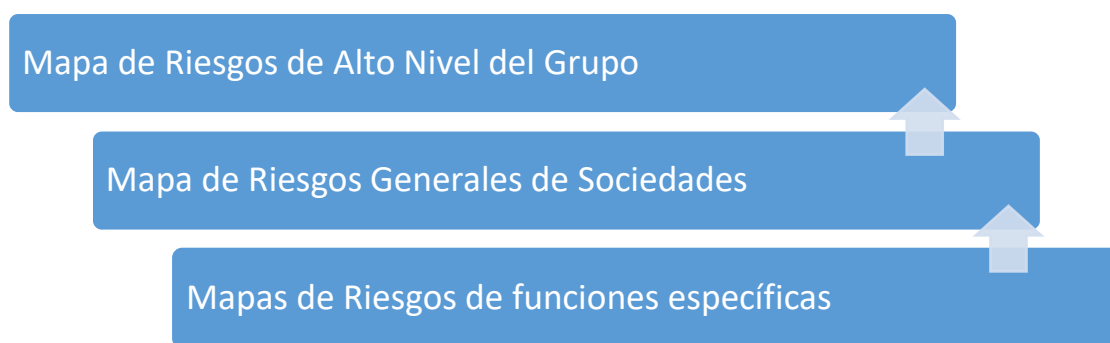 Mapa de Riesgos de Alto Nivel del Grupo
Mapa de Riesgos Generales de Sociedades
Mapas de Riesgos de funciones específicas